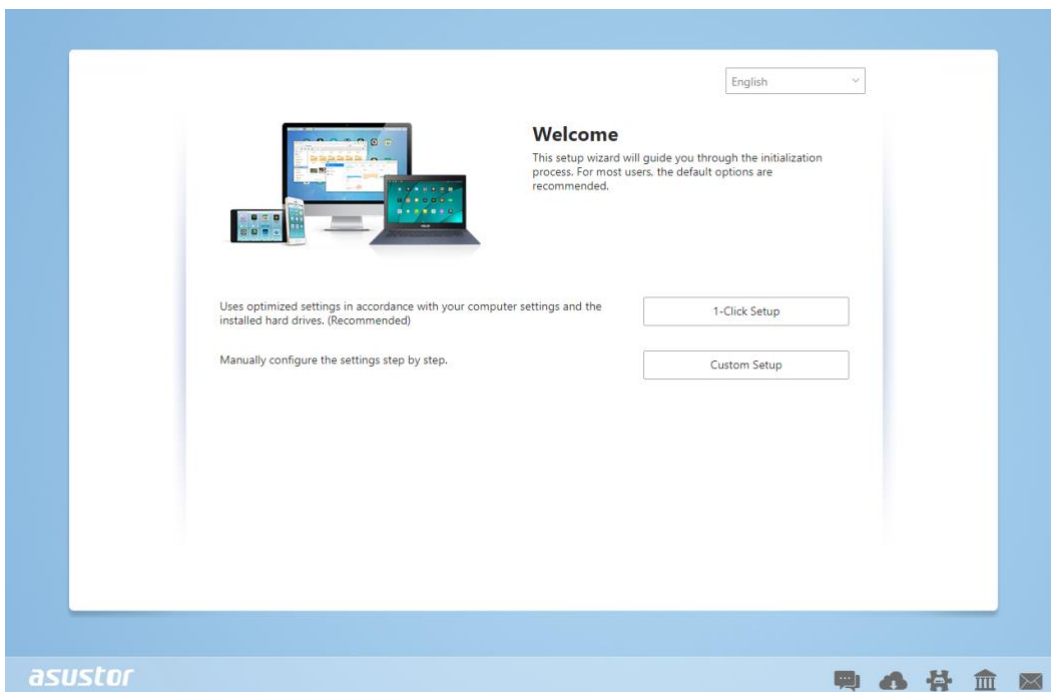 English
Welcome
This setup wizard will guide you through the initialization
process. For most users, the default options are
recommended.
Uses optimized settings in accordance with your computer settings and the
installed hard drives. (Recommended)
1-Click Setup
Manually configure the settings step by step.
Custom Setup
asustor